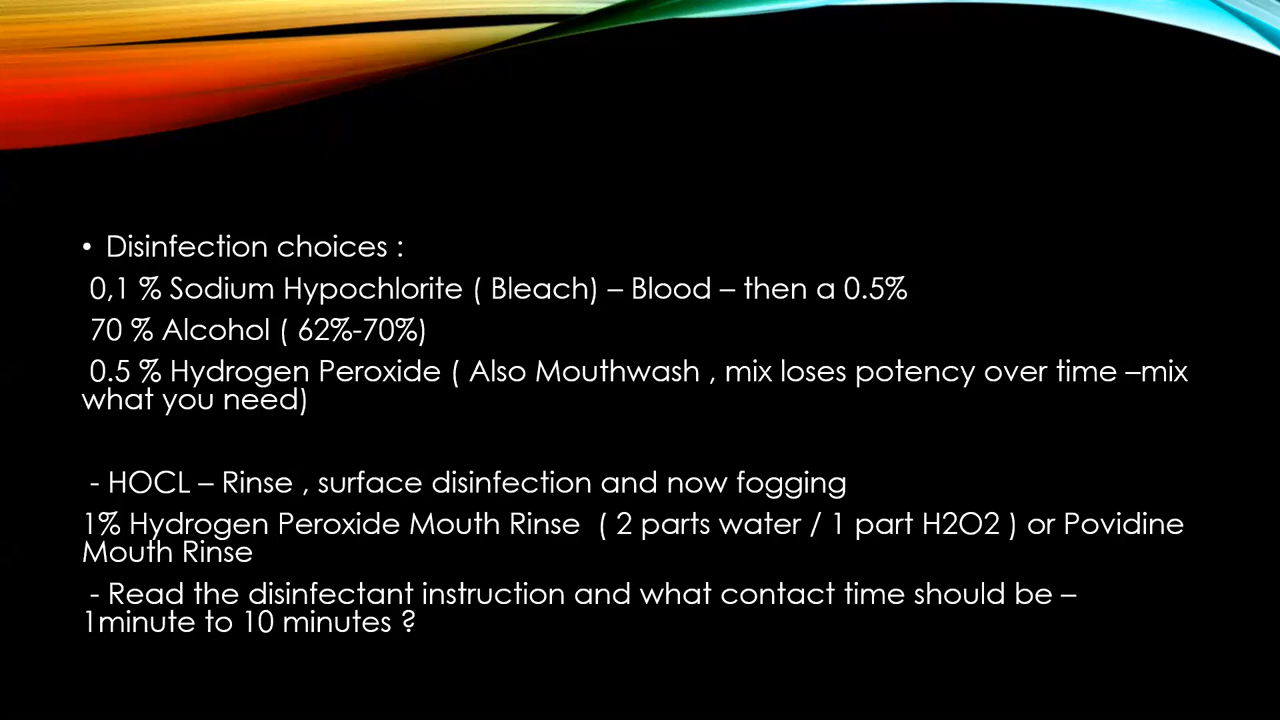 • Disinfection choices :
0,1 % Sodium Hypochlorite ( Bleach) – Blood – then a 0.5%
70 % Alcohol ( 62%-70%)
0.5 % Hydrogen Peroxide ( Also Mouthwash , mix loses potency over time –mix
what you need)
- HOCL – Rinse , surface disinfection and now fogging
1% Hydrogen Peroxide Mouth Rinse  ( 2 parts water / 1 part H2O2 ) or Povidine
Mouth Rinse
- Read the disinfectant instruction and what contact time should be –
1minute to 10 minutes ?